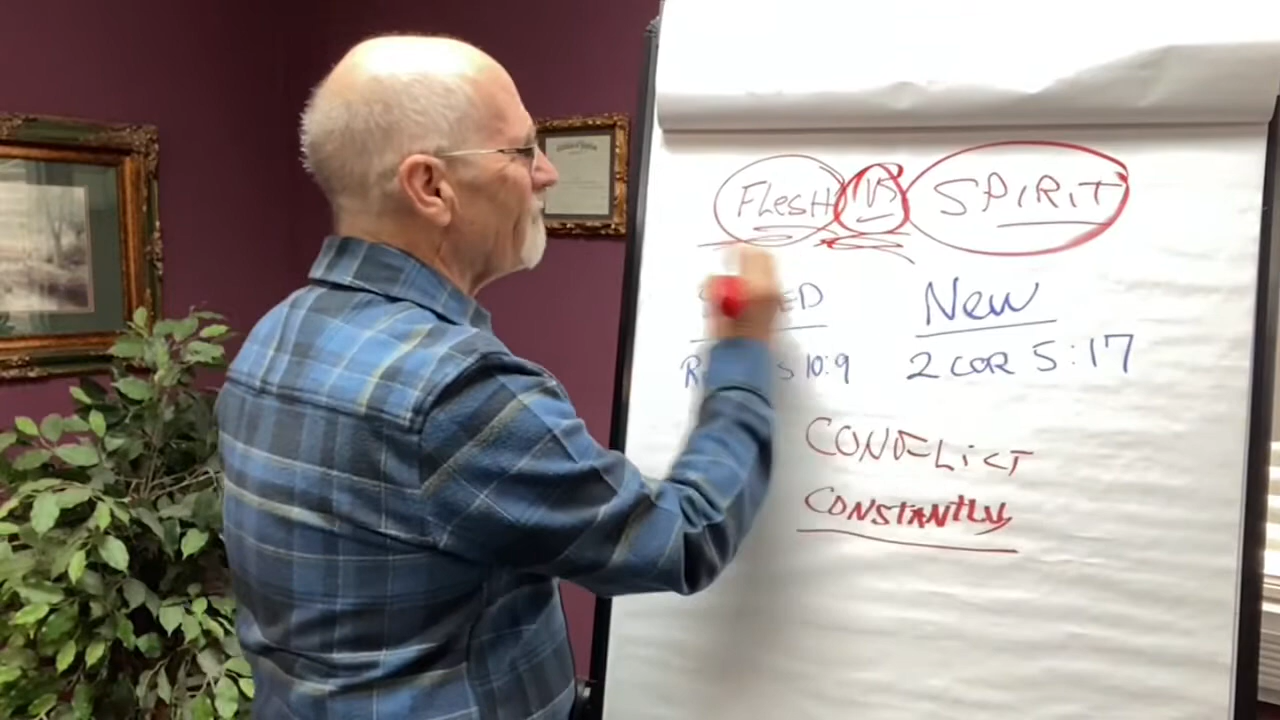 FLesH VS SPiRiT
New
10:9 2 COR 5:17
CONFLicT
CONSTANTLY